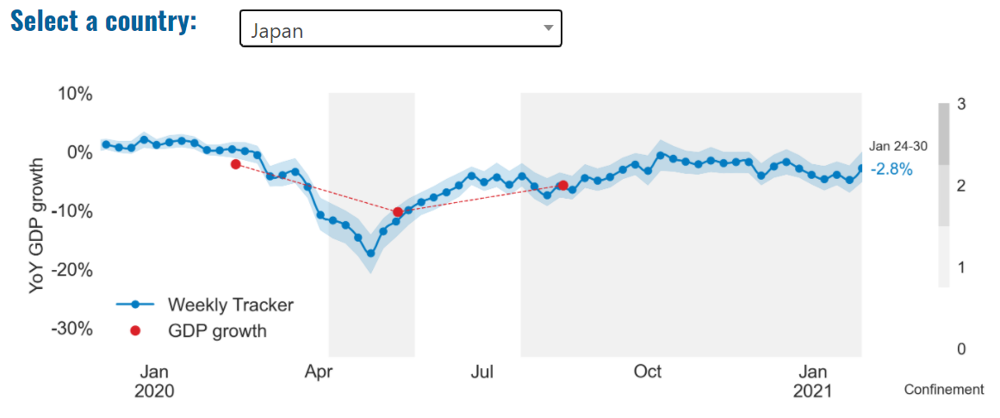 Select a country:
Japan
10%
0%
-10%
-20%
-30%
YoY GDP growth
Weekly Tracker
GDP growth
Jan
2020
Apr
Jul
Oct
Jan
2021
Jan 24-30
-2.8%
3
2
1
0
Confinement